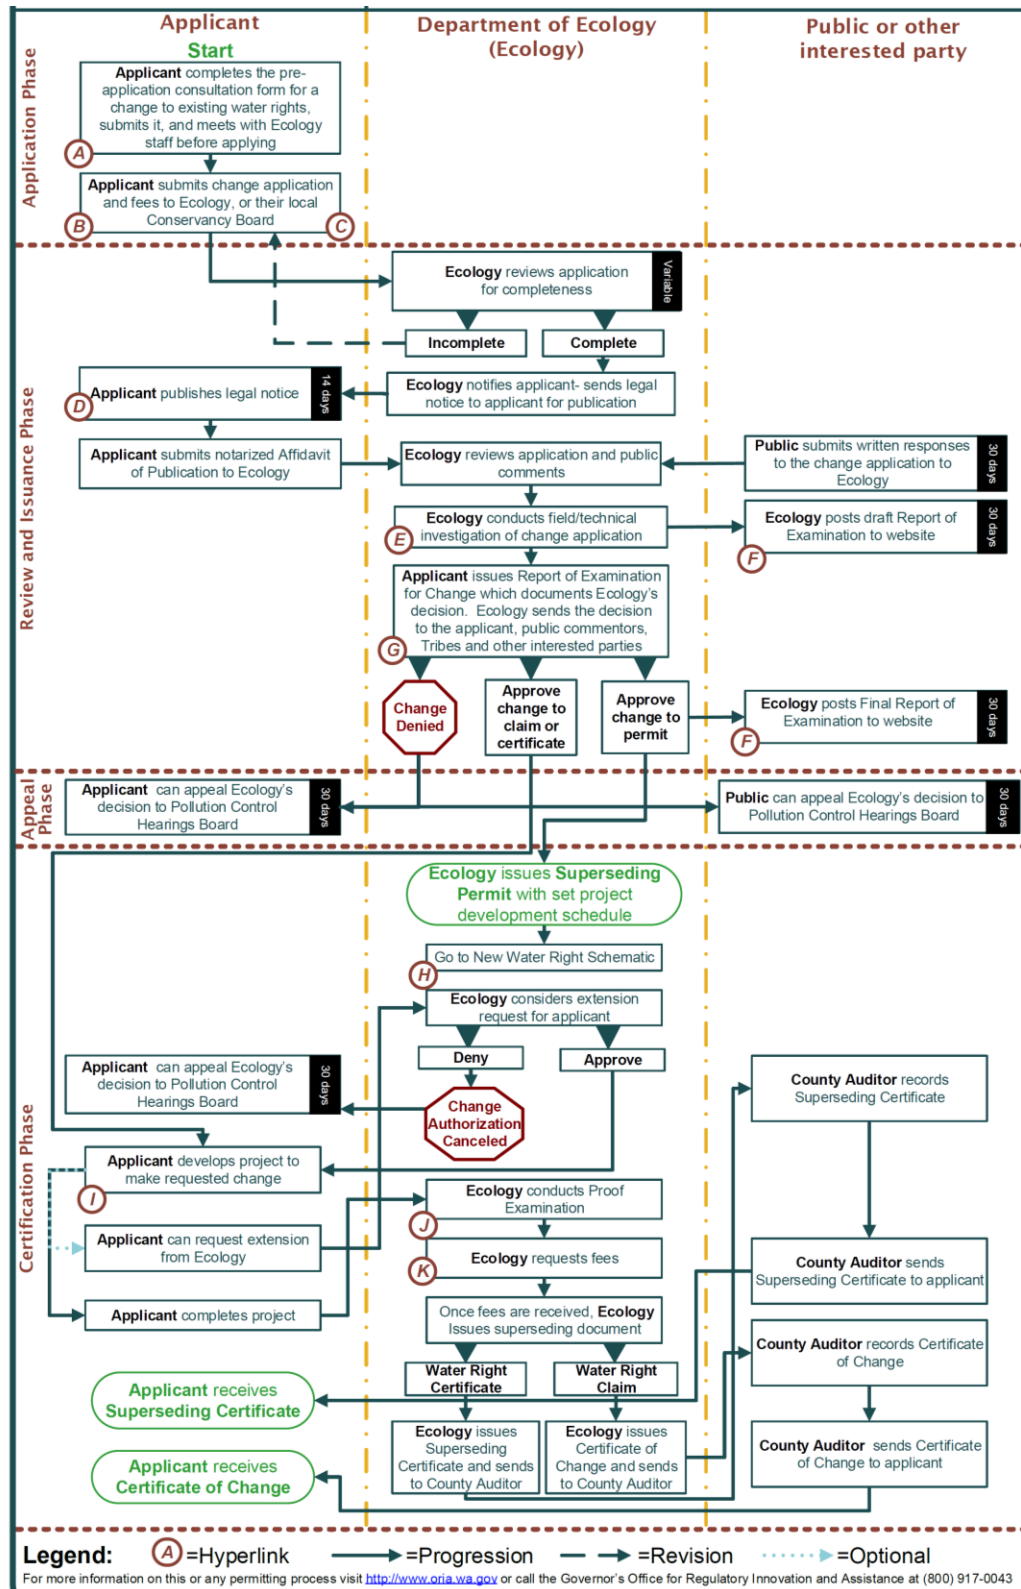 Applicant
Start
Department of Ecology
(Ecology)
Public or other
interested party
Application Phase
Applicant completes the pre-
application consultation form for a
change to existing water rights,
submits it, and meets with Ecology
staff before applying
A
Applicant submits change application
and fees to Ecology, or their local
Conservancy Board
B
C
Review and Issuance Phase
Ecology reviews application
for completeness
Variable
Incomplete
Complete
Ecology notifies applicant- sends legal
notice to applicant for publication
Applicant publishes legal notice
14 days
D
Applicant submits notarized Affidavit
of Publication to Ecology
Ecology reviews application and public
comments
Public submits written responses
to the change application to
Ecology
30 days
Ecology conducts field/technical
investigation of change application
E
Ecology posts draft Report of
Examination to website
30 days
F
Applicant issues Report of Examination
for Change which documents Ecology's
decision. Ecology sends the decision
to the applicant, public commentors,
Tribes and other interested parties
G
Change
Denied
Approve
change to
claim or
certificate
Approve
change to
permit
Ecology posts Final Report of
Examination to website
30 days
F
Appeal
Phase
Applicant can appeal Ecology's
decision to Pollution Control
Hearings Board
30 days
Public can appeal Ecology's decision to
Pollution Control Hearings Board
30 days
Certification Phase
Ecology issues Superseding
Permit with set project
development schedule
Go to New Water Right Schematic
H
Ecology considers extension
request for applicant
Deny
Approve
Applicant can appeal Ecology's
decision to Pollution Control
Hearings Board
30 days
Change
Authorization
Canceled
County Auditor records
Superseding Certificate
Applicant develops project to
make requested change
I
Ecology conducts Proof
Examination
J
Applicant can request extension
from Ecology
Ecology requests fees
K
County Auditor sends
Superseding Certificate to applicant
Applicant completes project
Once fees are received, Ecology
Issues superseding document
County Auditor records Certificate
of Change
Water Right
Certificate
Water Right
Claim
Applicant receives
Superseding Certificate
Ecology issues
Superseding
Certificate and sends
to County Auditor
Ecology issues
Certificate of
Change and sends
to County Auditor
County Auditor sends Certificate
of Change to applicant
Applicant receives
Certificate of Change
Legend: A =Hyperlink =Progression =Revision =Optional
For more information on this or any permitting process visit http://www.oria.wa.gov or call the Governor's Office for Regulatory Innovation and Assistance at (800) 917-0043